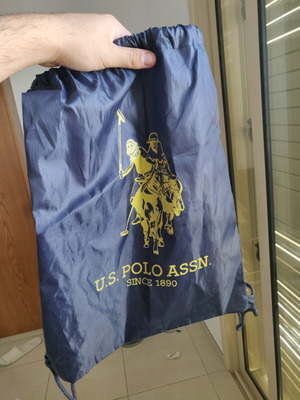 U.S. POLO ASSN.
SINCE 1890